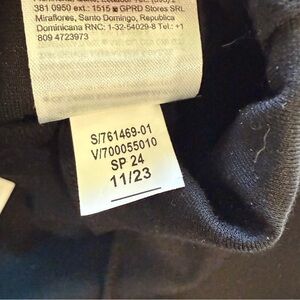 381 0950 ext.: 1515 ■ GPRD Stores SRL
Miraflores, Santo Domingo, Republica
Dominicana RNC: 1-32-54029-8 Tel: +1
809 4723973
S/761469-01
V/700055010
SP 24
11/23